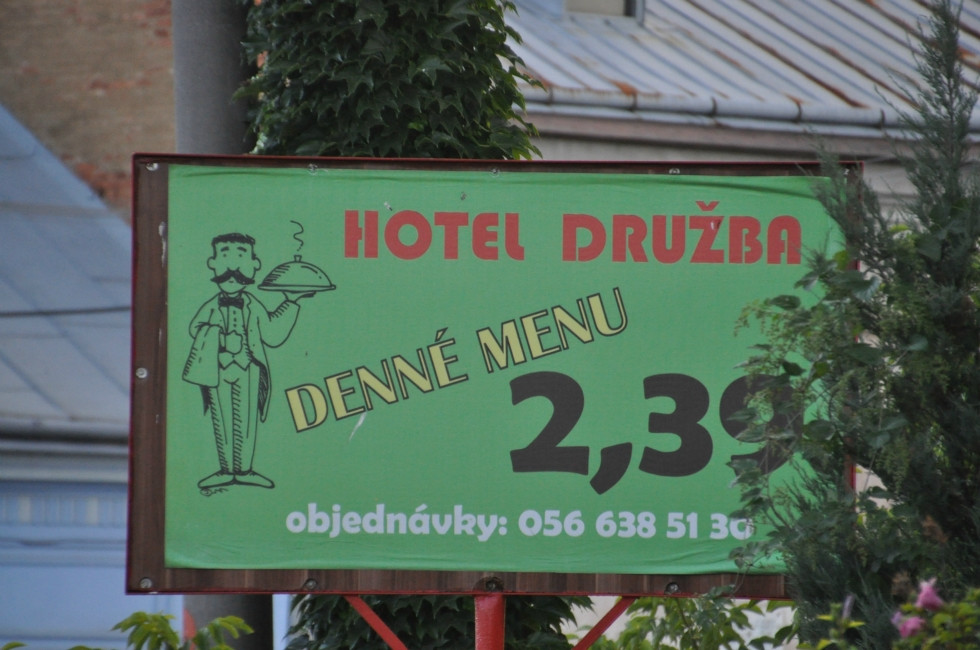 HOTEL DRUŽBA
DENNÉ MENU
2,39
objednávky: 056 638 51 30